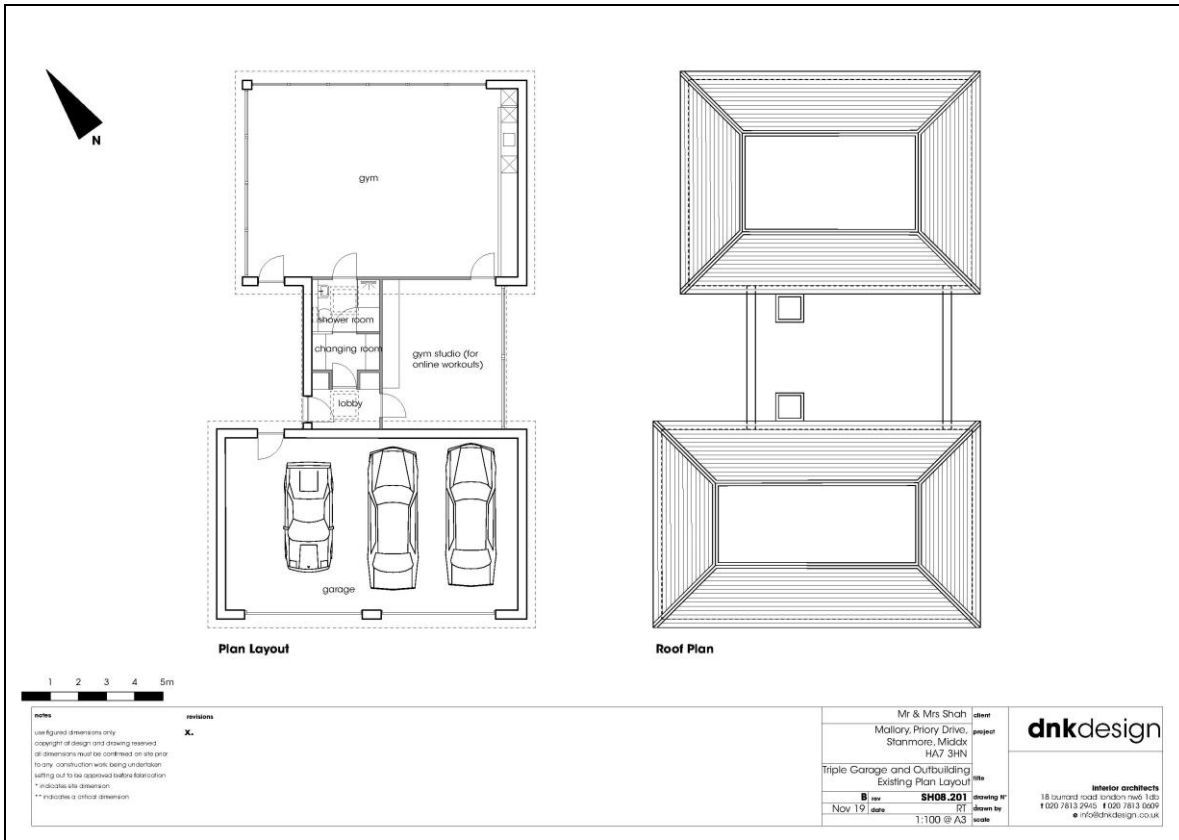 N
gym
shower room
changing room
gym studio (for
online workouts)
lobby
garage
Plan Layout
Roof Plan
1 2 3 4 5m
notes
use figured dimensions only
copyright of design and drawing reserved
all dimensions must be confirmed on site prior
to any construction work being undertaken
setting out to be approved before fabrication
* indicates site dimension
** indicates a critical dimension
revisions
x.
Mr & Mrs Shah client
Mallory, Priory Drive, project
Stanmore, Middx
HA7 3HN
Triple Garage and Outbuilding
Existing Plan Layout title
B rev SH08.201 drawing N°
Nov 19 date RT drawn by
1:100 @ A3 scale
dnkdesign
interior architects
18 burrard road london nw6 1db
t 020 7813 2945 f 020 7813 0609
e info@dnkdesign.co.uk